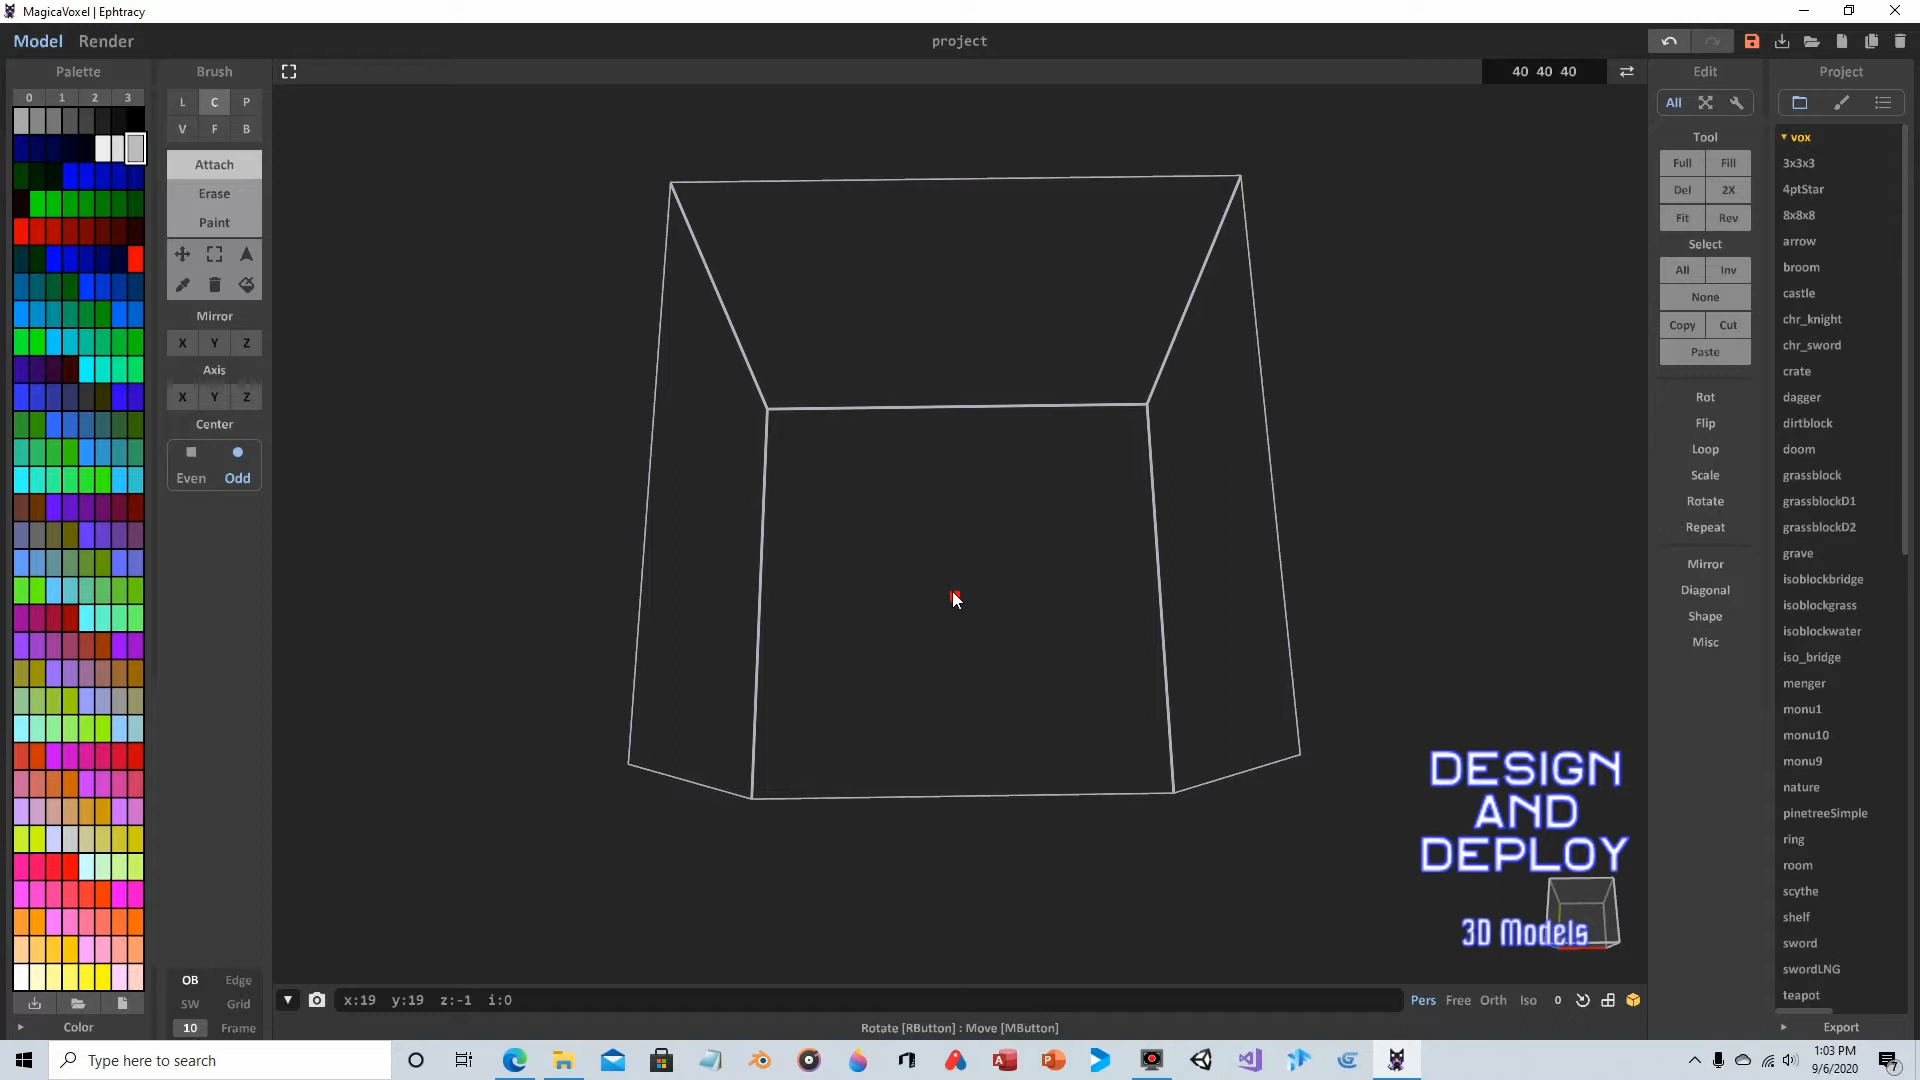 MagicaVoxel | Ephtracy
Model Render
project
40 40 40
Palette
0 1 2 3
Color
Brush
L C P
V F B
Attach
Erase
Paint
Mirror
X Y Z
Axis
X Y Z
Center
Even Odd
OB Edge
SW Grid
10 Frame
DESIGN
AND
DEPLOY
3D Models
x:19 y:19 z:-1 i:0
Pers Free Orth Iso 0
Rotate [RButton] : Move [MButton]
Edit
All
Tool
Full Fill
Del 2X
Fit Rev
Select
All Inv
None
Copy Cut
Paste
Rot
Flip
Loop
Scale
Rotate
Repeat
Mirror
Diagonal
Shape
Misc
Project
vox
3x3x3
4ptStar
8x8x8
arrow
broom
castle
chr_knight
chr_sword
crate
dagger
dirtblock
doom
grassblock
grassblockD1
grassblockD2
grave
isoblockbridge
isoblockgrass
isoblockwater
iso_bridge
menger
monu1
monu10
monu9
nature
pinetreeSimple
ring
room
scythe
shelf
sword
swordLNG
teapot
Export
Type here to search
1:03 PM
9/6/2020
7